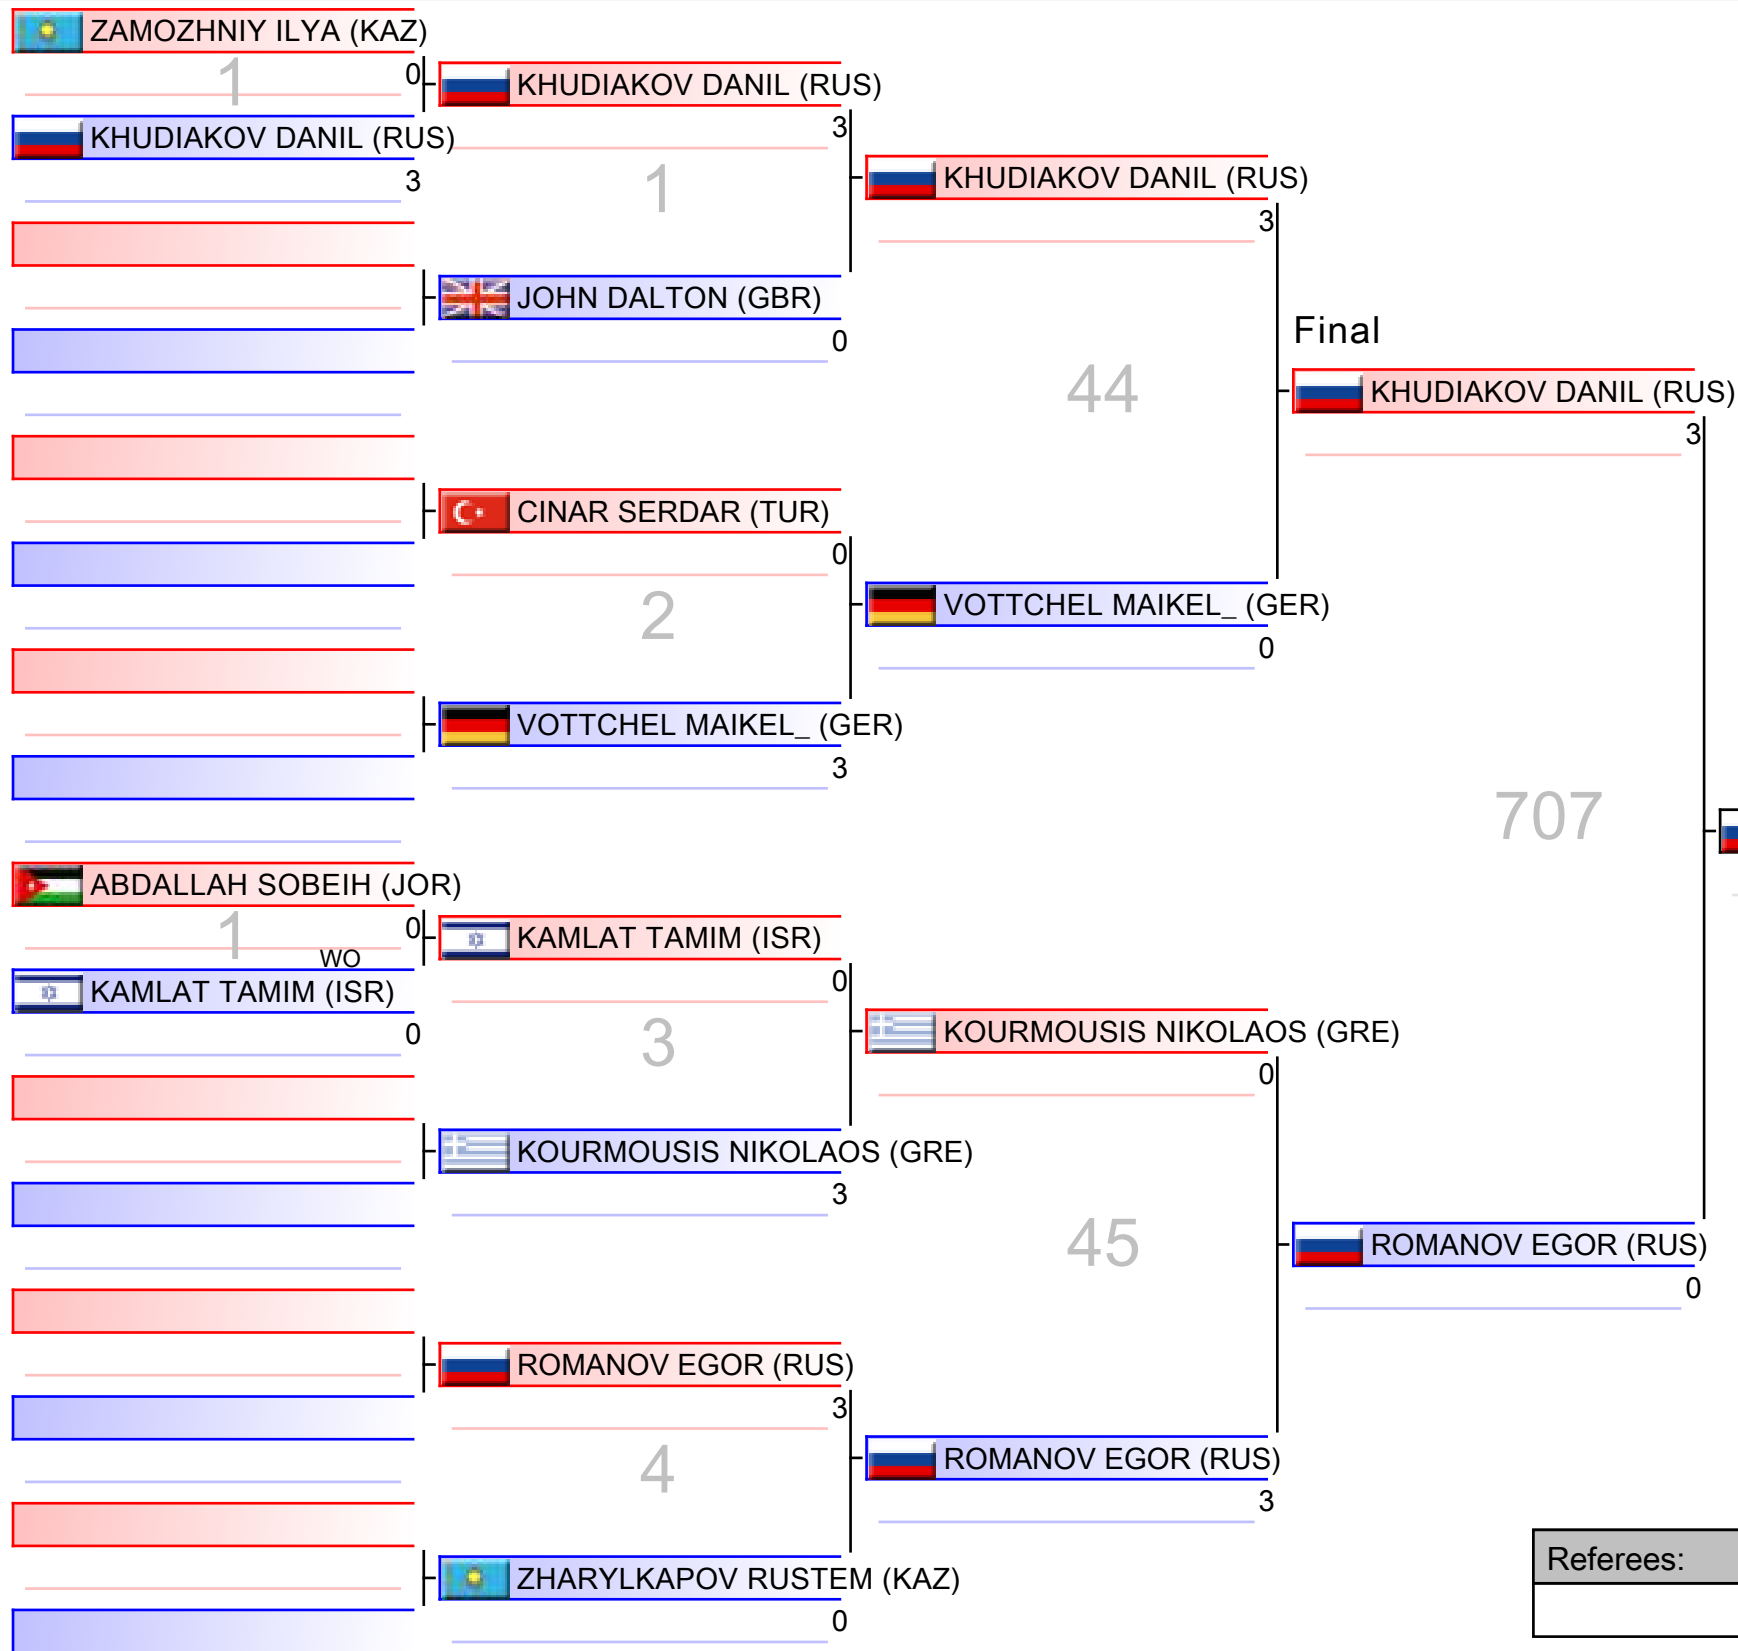 ZAMOZHNIY ILYA (KAZ)
1
0
KHUDIAKOV DANIL (RUS)
3
ABDALLAH SOBEIH (JOR)
1
0
WO
KAMLAT TAMIM (ISR)
0
KHUDIAKOV DANIL (RUS)
3
1
JOHN DALTON (GBR)
0
CINAR SERDAR (TUR)
0
2
VOTTCHEL MAIKEL_ (GER)
3
KAMLAT TAMIM (ISR)
0
3
KOURMOUSIS NIKOLAOS (GRE)
3
ROMANOV EGOR (RUS)
3
4
ZHARYLKAPOV RUSTEM (KAZ)
0
KHUDIAKOV DANIL (RUS)
3
44
VOTTCHEL MAIKEL_ (GER)
0
KOURMOUSIS NIKOLAOS (GRE)
0
45
ROMANOV EGOR (RUS)
3
Final
KHUDIAKOV DANIL (RUS)
3
707
ROMANOV EGOR (RUS)
0
Referees: